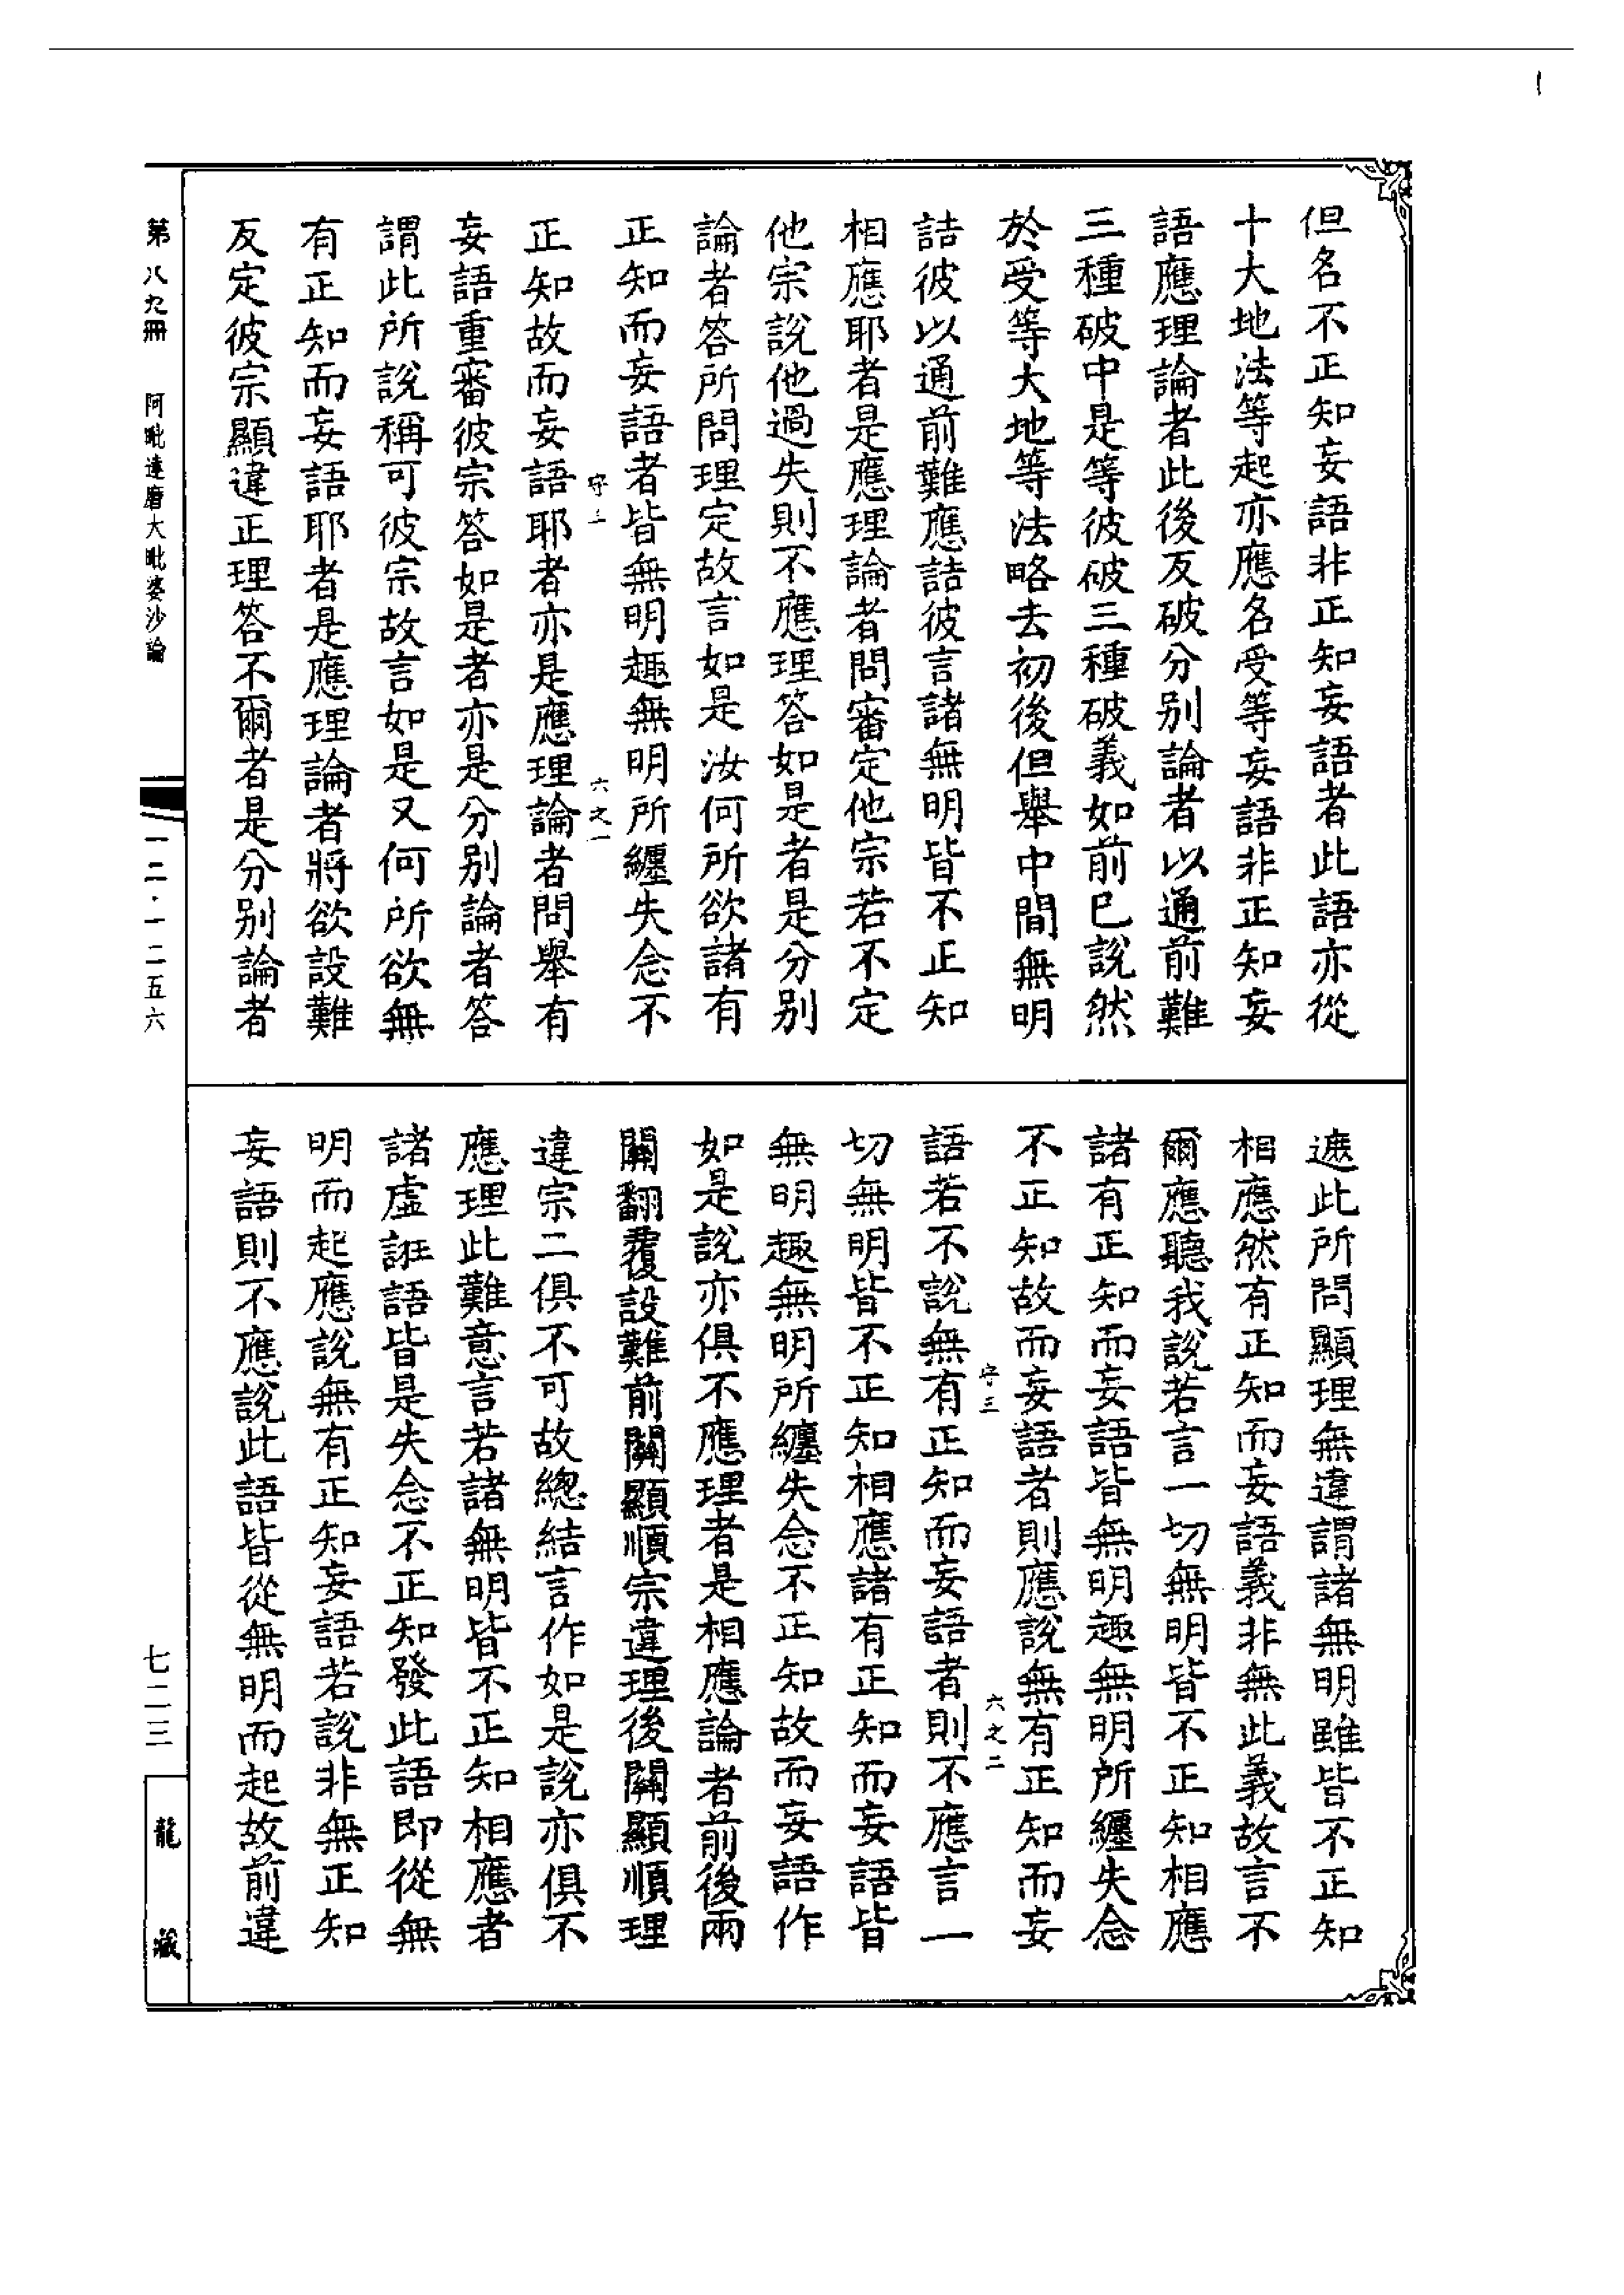 但名不正知妄語非正知妄語者此語亦從
十大地法等起亦應名受等妄語非正知妄
語應理論者此後反破分别論者以通前難
三種破中是等彼破三種破義如前已說然
於受等大地等法略去初後但舉中間無明
詰彼以通前難應詰彼言諸無明皆不正知
相應耶者是應理論者問審定他宗若不定
他宗說他過失則不應理答如是者是分别
論者答所問理定故言如是汝何所欲諸有
正知而妄語者皆無明趣無明所纏失念不
守三
六之一
正知故而妄語耶者亦是應理論者問舉有
妄語重審彼宗答如是者亦是分别論者答
謂此所說稱可彼宗故言如是又何所欲無
有正知而妄語耶者是應理論者將欲設難
反定彼宗顯違正理答不爾者是分别論者
遮此所問顯理無違謂諸無明雖皆不正知
相應然有正知而妄語義非無此義故言不
爾應聽我說若言一切無明皆不正知相應
諸有正知而妄語皆無明趣無明所纏失念
不正知故而妄語者則應說無有正知而妄
守三
六之二
語若不說無有正知而妄語者則不應言一
切無明皆不正知相應諸有正知而妄語皆
無明趣無明所纏失念不正知故而妄語作
如是說亦俱不應理者是相應論者前後兩
關翻覆設難前關顯順宗違理後關顯順理
違宗二俱不可故總結言作如是說亦俱不
應理此難意言若諸無明皆不正知相應者
諸虛誑語皆是失念不正知發此語即從無
明而起應說無有正知妄語若說非無正知
妄語則不應說此語皆從無明而起故前違
第八九冊
阿毗達磨大毗婆沙論
一二·一二五六
七二三
龍藏